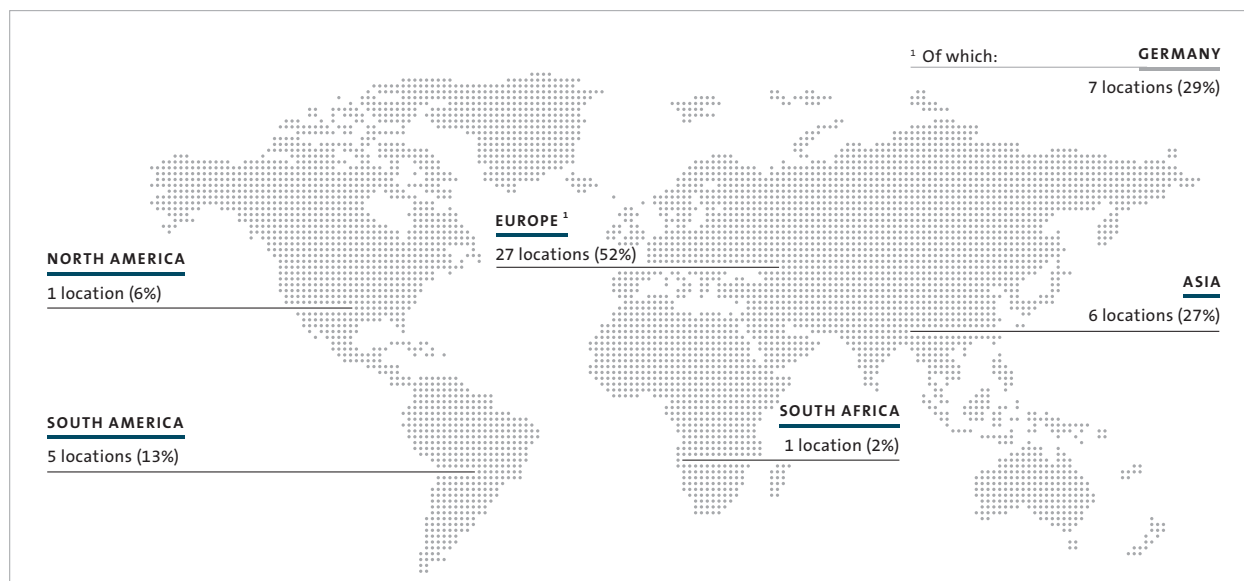 ¹ Of which: GERMANY
7 locations (29%)
EUROPE ¹
27 locations (52%)
NORTH AMERICA
1 location (6%)
ASIA
6 locations (27%)
SOUTH AMERICA
5 locations (13%)
SOUTH AFRICA
1 location (2%)